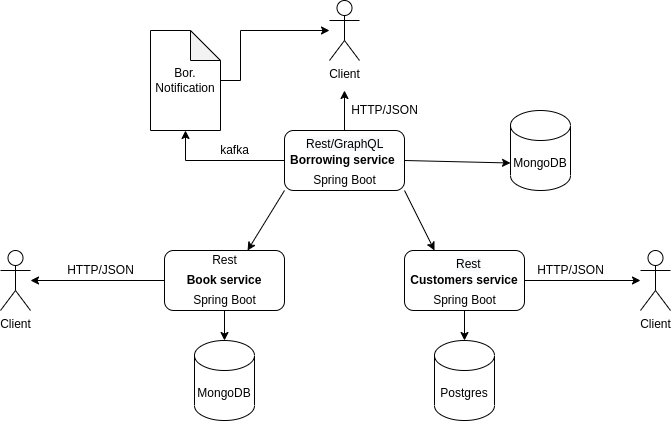 Client
Bor.
Notification
HTTP/JSON
kafka
Rest/GraphQL
Borrowing service
Spring Boot
MongoDB
HTTP/JSON
Rest
Book service
Spring Boot
Client
Rest
Customers service
Spring Boot
HTTP/JSON
Client
MongoDB
Postgres